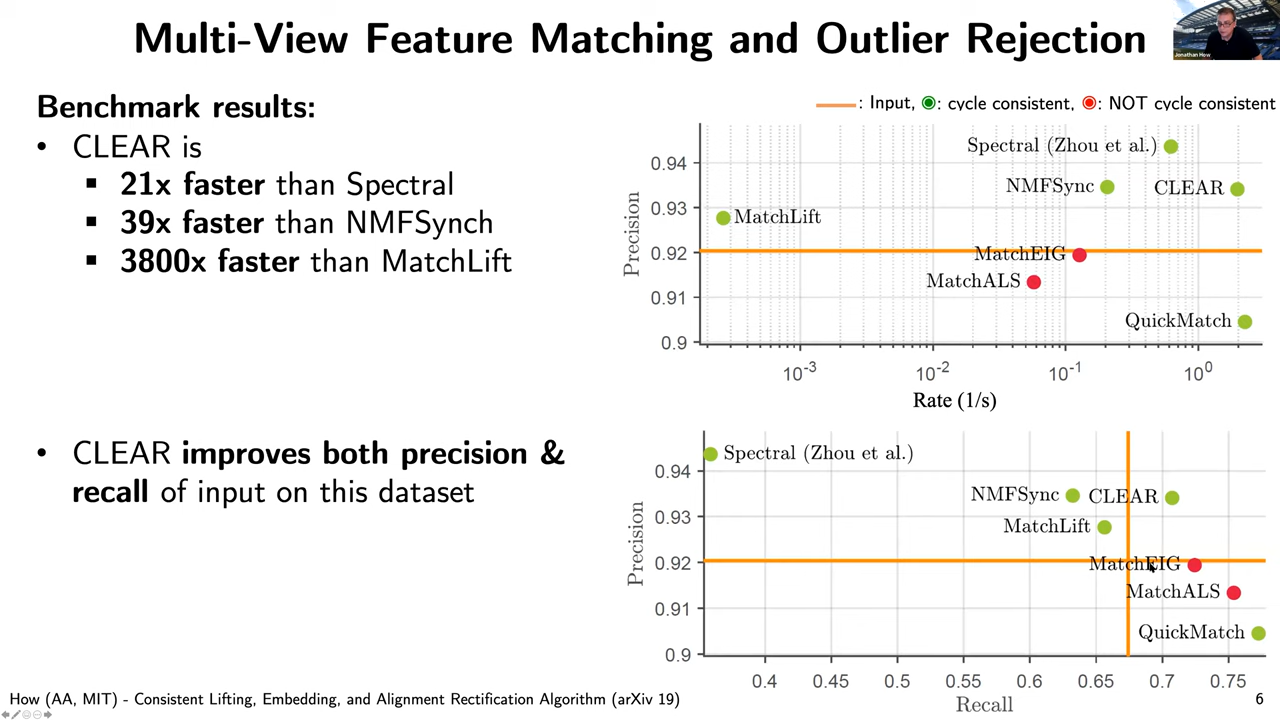 Multi-View Feature Matching and Outlier Rejection
Jonathan How
Benchmark results:
• CLEAR is
▪ 21x faster than Spectral
▪ 39x faster than NMFSynch
▪ 3800x faster than MatchLift
• CLEAR improves both precision &
recall of input on this dataset
: Input, : cycle consistent, : NOT cycle consistent
Precision
0.94
0.93
0.92
0.91
0.9
Spectral (Zhou et al.)
NMFSync
CLEAR
MatchLift
MatchEIG
MatchALS
QuickMatch
10⁻³ 10⁻² 10⁻¹ 10⁰
Rate (1/s)
Precision
0.94
0.93
0.92
0.91
0.9
Spectral (Zhou et al.)
NMFSync
CLEAR
MatchLift
MatchEIG
MatchALS
QuickMatch
0.4 0.45 0.5 0.55 0.6 0.65 0.7 0.75
Recall
How (AA, MIT) - Consistent Lifting, Embedding, and Alignment Rectification Algorithm (arXiv 19)
6